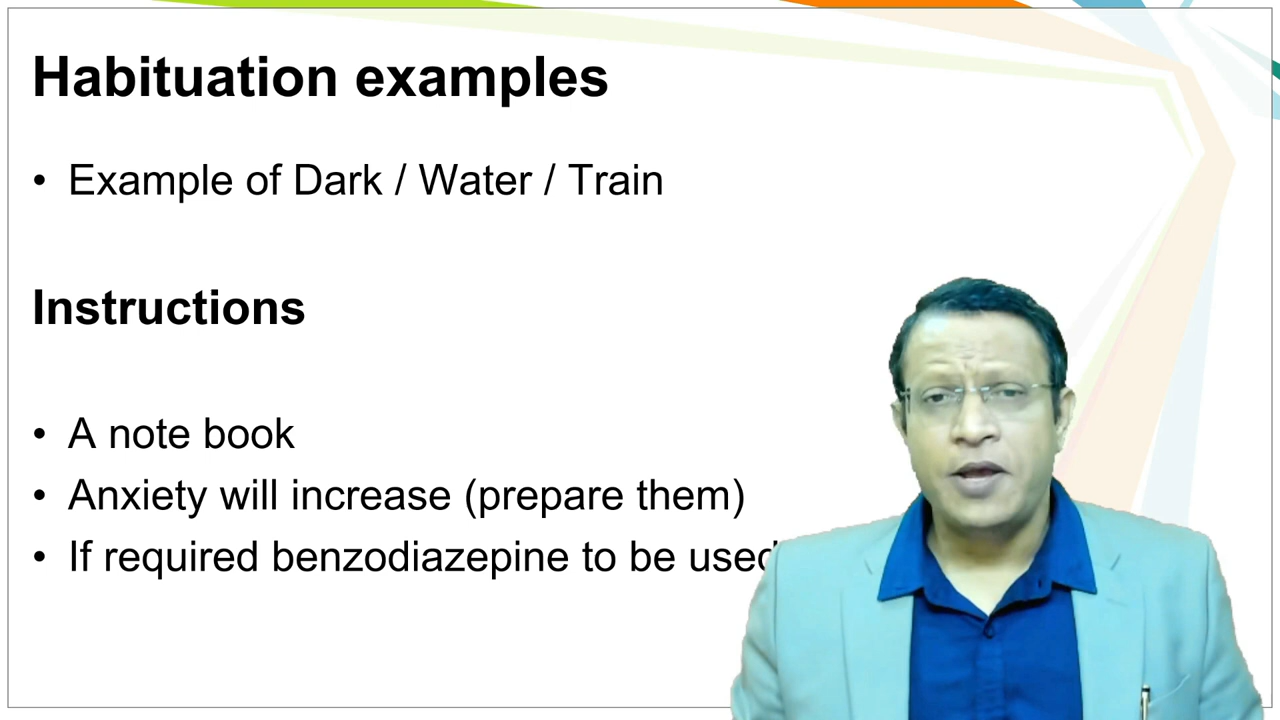 Habituation examples
• Example of Dark / Water / Train
Instructions
• A note book
• Anxiety will increase (prepare them)
• If required benzodiazepine to be used